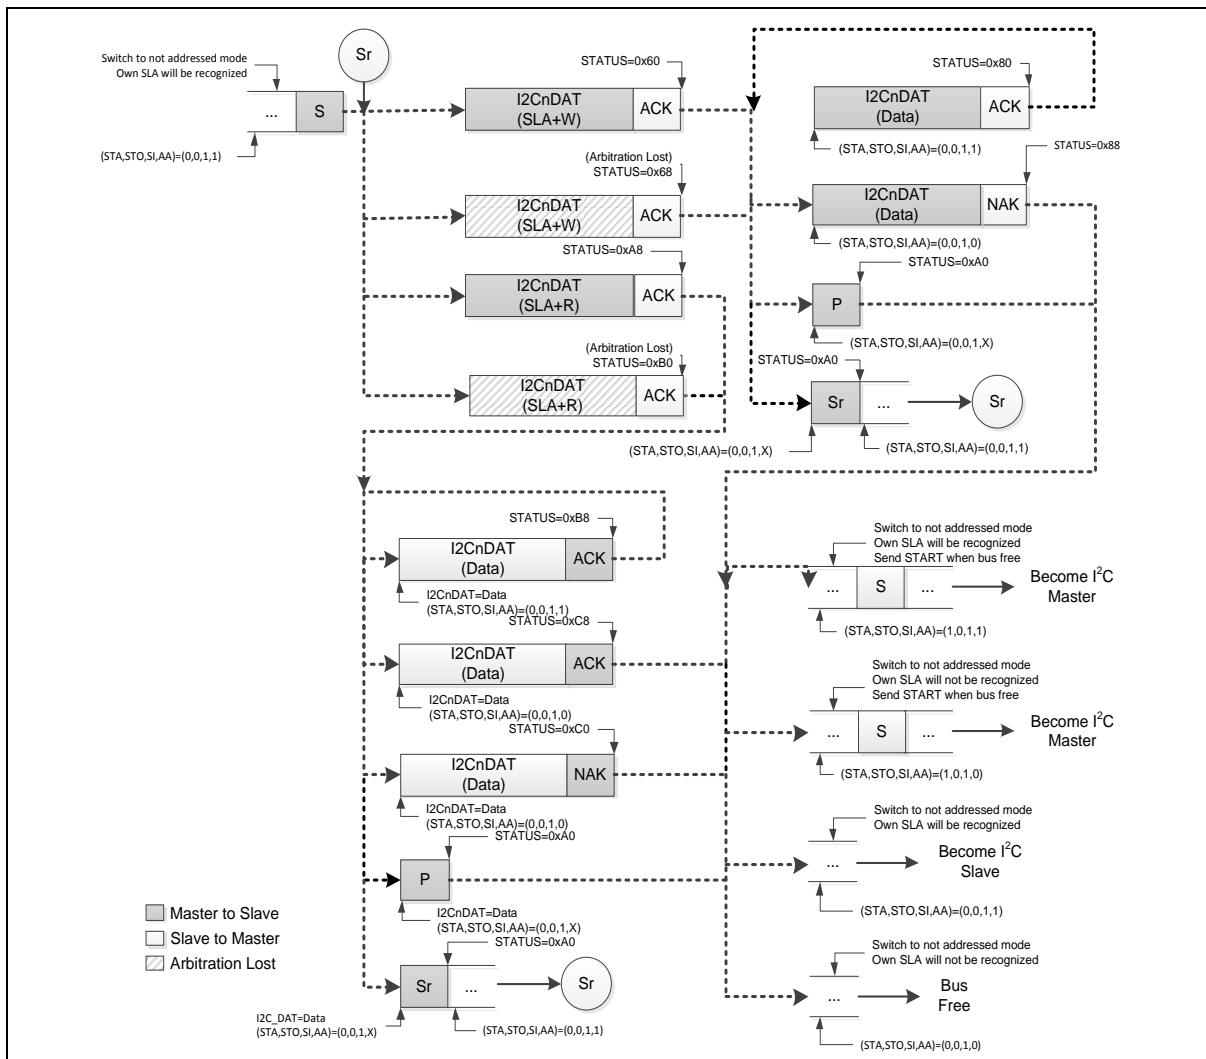 Switch to not addressed mode
Own SLA will be recognized
...
S
(STA,STO,SI,AA)=(0,0,1,1)
Sr
STATUS=0x60
I2CnDAT
(SLA+W)
ACK
(Arbitration Lost)
STATUS=0x68
I2CnDAT
(SLA+W)
ACK
STATUS=0xA8
I2CnDAT
(SLA+R)
ACK
(Arbitration Lost)
STATUS=0xB0
I2CnDAT
(SLA+R)
ACK
STATUS=0x80
I2CnDAT
(Data)
ACK
(STA,STO,SI,AA)=(0,0,1,1)
STATUS=0x88
I2CnDAT
(Data)
NAK
(STA,STO,SI,AA)=(0,0,1,0)
STATUS=0xA0
P
(STA,STO,SI,AA)=(0,0,1,X)
STATUS=0xA0
Sr
...
Sr
(STA,STO,SI,AA)=(0,0,1,X)
(STA,STO,SI,AA)=(0,0,1,1)
STATUS=0xB8
I2CnDAT
(Data)
ACK
I2CnDAT=Data
(STA,STO,SI,AA)=(0,0,1,1)
STATUS=0xC8
I2CnDAT
(Data)
ACK
I2CnDAT=Data
(STA,STO,SI,AA)=(0,0,1,0)
STATUS=0xC0
I2CnDAT
(Data)
NAK
I2CnDAT=Data
(STA,STO,SI,AA)=(0,0,1,0)
STATUS=0xA0
P
I2CnDAT=Data
(STA,STO,SI,AA)=(0,0,1,X)
STATUS=0xA0
Sr
...
Sr
I2C_DAT=Data
(STA,STO,SI,AA)=(0,0,1,X)
(STA,STO,SI,AA)=(0,0,1,1)
Switch to not addressed mode
Own SLA will be recognized
Send START when bus free
...
S
...
Become I²C
Master
(STA,STO,SI,AA)=(1,0,1,1)
Switch to not addressed mode
Own SLA will not be recognized
Send START when bus free
...
S
...
Become I²C
Master
(STA,STO,SI,AA)=(1,0,1,0)
Switch to not addressed mode
Own SLA will be recognized
...
Become I²C
Slave
(STA,STO,SI,AA)=(0,0,1,1)
Switch to not addressed mode
Own SLA will not be recognized
...
Bus
Free
(STA,STO,SI,AA)=(0,0,1,0)
Master to Slave
Slave to Master
Arbitration Lost